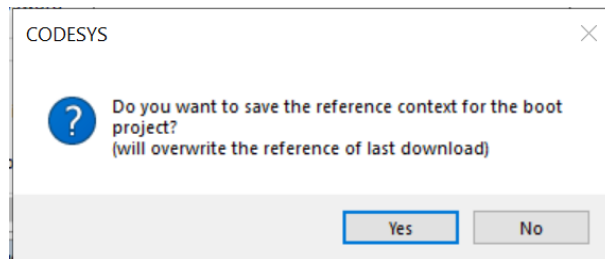 CODESYS
Do you want to save the reference context for the boot
project?
(will overwrite the reference of last download)
Yes
No